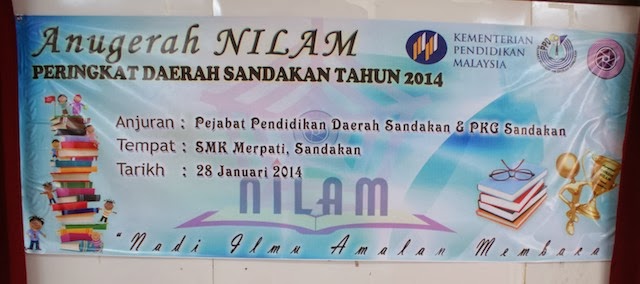 Anugerah NILAM
KEMENTERIAN
PENDIDIKAN
MALAYSIA
PERINGKAT DAERAH SANDAKAN TAHUN 2014
Anjuran : Pejabat Pendidikan Daerah Sandakan & PKG Sandakan
Tempat : SMK Merpati, Sandakan
Tarikh : 28 Januari 2014
NILAM
"Nadi Ilmu Amalan Membaca